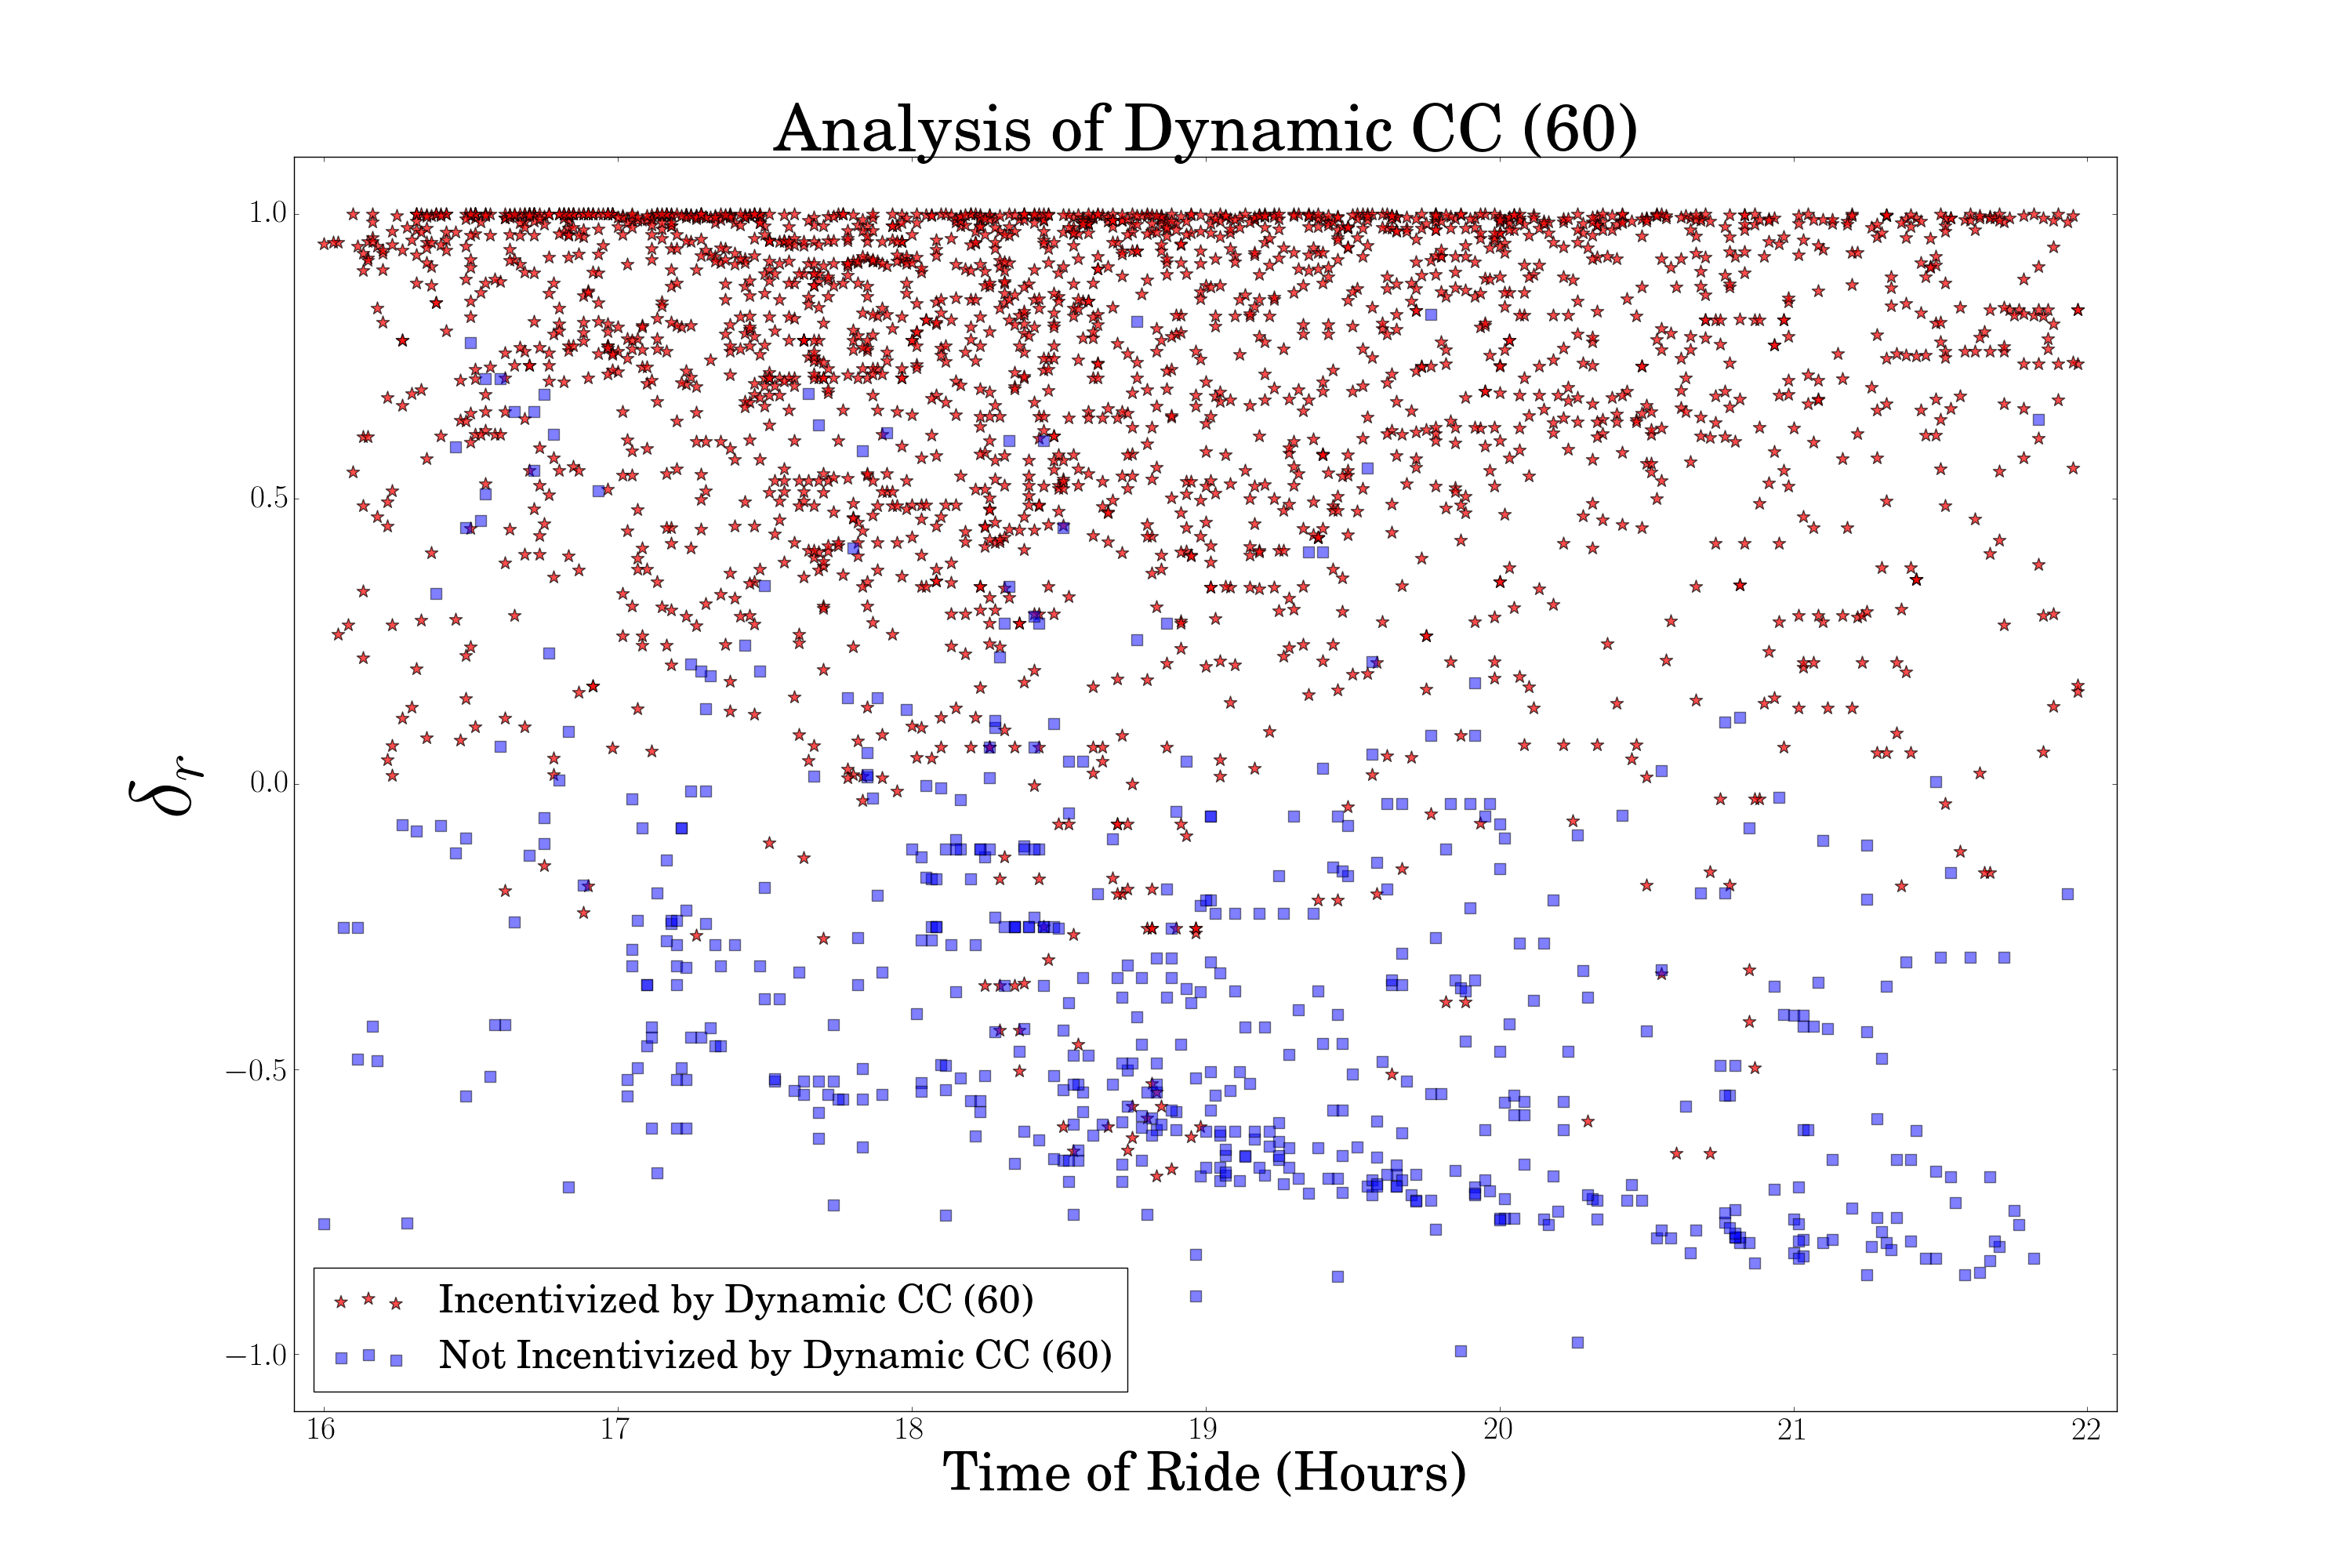 Analysis of Dynamic CC (60)
1.0
0.5
0.0
−0.5
−1.0
δr
Incentivized by Dynamic CC (60)
Not Incentivized by Dynamic CC (60)
16 17 18 19 20 21 22
Time of Ride (Hours)